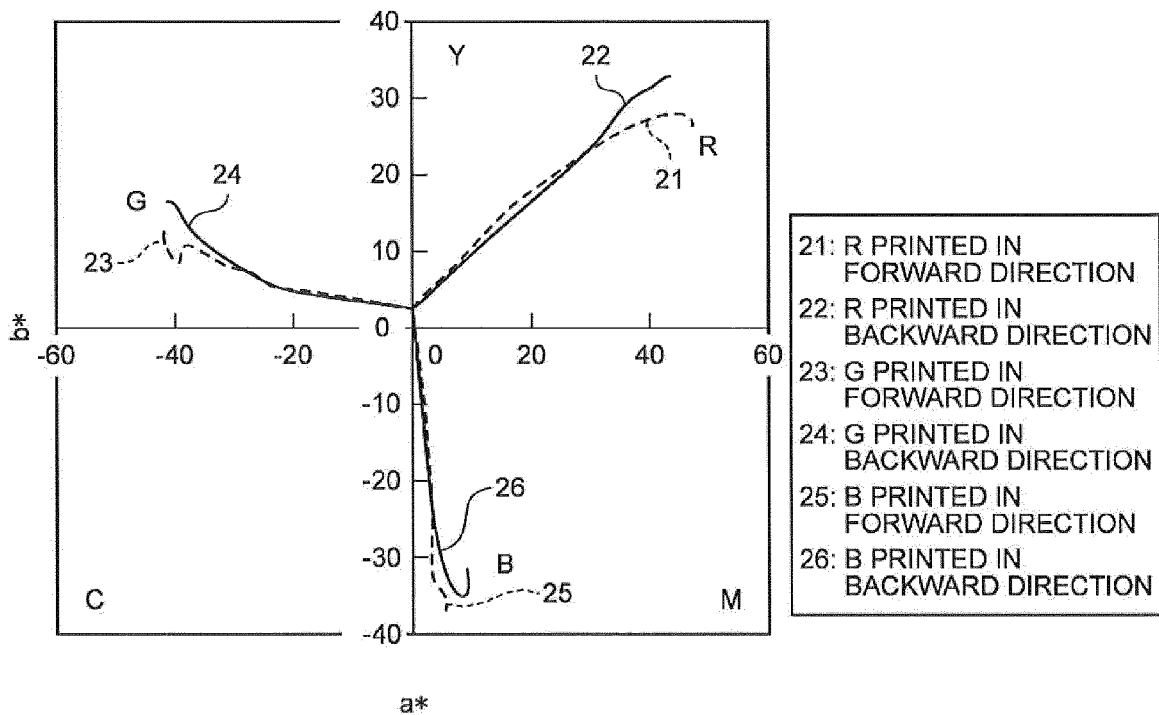 40
Y
22
30
R
24
20
21
G
10
23
b*
0
-60
-40
-20
0
20
40
60
-10
-20
26
-30
B
25
C
M
-40
a*
21: R PRINTED IN
FORWARD DIRECTION
22: R PRINTED IN
BACKWARD DIRECTION
23: G PRINTED IN
FORWARD DIRECTION
24: G PRINTED IN
BACKWARD DIRECTION
25: B PRINTED IN
FORWARD DIRECTION
26: B PRINTED IN
BACKWARD DIRECTION